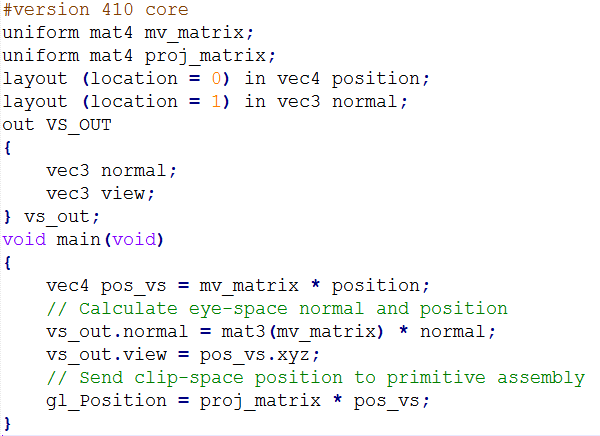 #version 410 core
uniform mat4 mv_matrix;
uniform mat4 proj_matrix;
layout (location = 0) in vec4 position;
layout (location = 1) in vec3 normal;
out VS_OUT
{
    vec3 normal;
    vec3 view;
} vs_out;
void main(void)
{
    vec4 pos_vs = mv_matrix * position;
    // Calculate eye-space normal and position
    vs_out.normal = mat3(mv_matrix) * normal;
    vs_out.view = pos_vs.xyz;
    // Send clip-space position to primitive assembly
    gl_Position = proj_matrix * pos_vs;
}